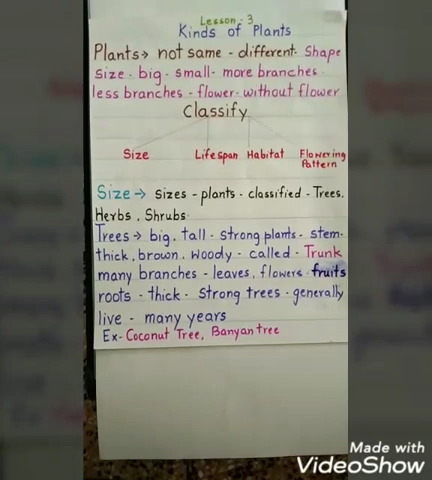 Lesson - 3
Kinds of Plants
Plants → not same - different. Shape
size - big - small - more branches -
less branches - flower - without flower
Classify
Size Lifespan Habitat Flowering Pattern
Size → sizes - plants - classified - Trees.
Herbs, Shrubs.
Trees → big, tall - strong plants - stem-
thick, brown, woody - called - Trunk
many branches - leaves, flowers - fruits
roots - thick - strong trees - generally
live - many years
Ex- Coconut Tree, Banyan tree
Made with
VideoShow